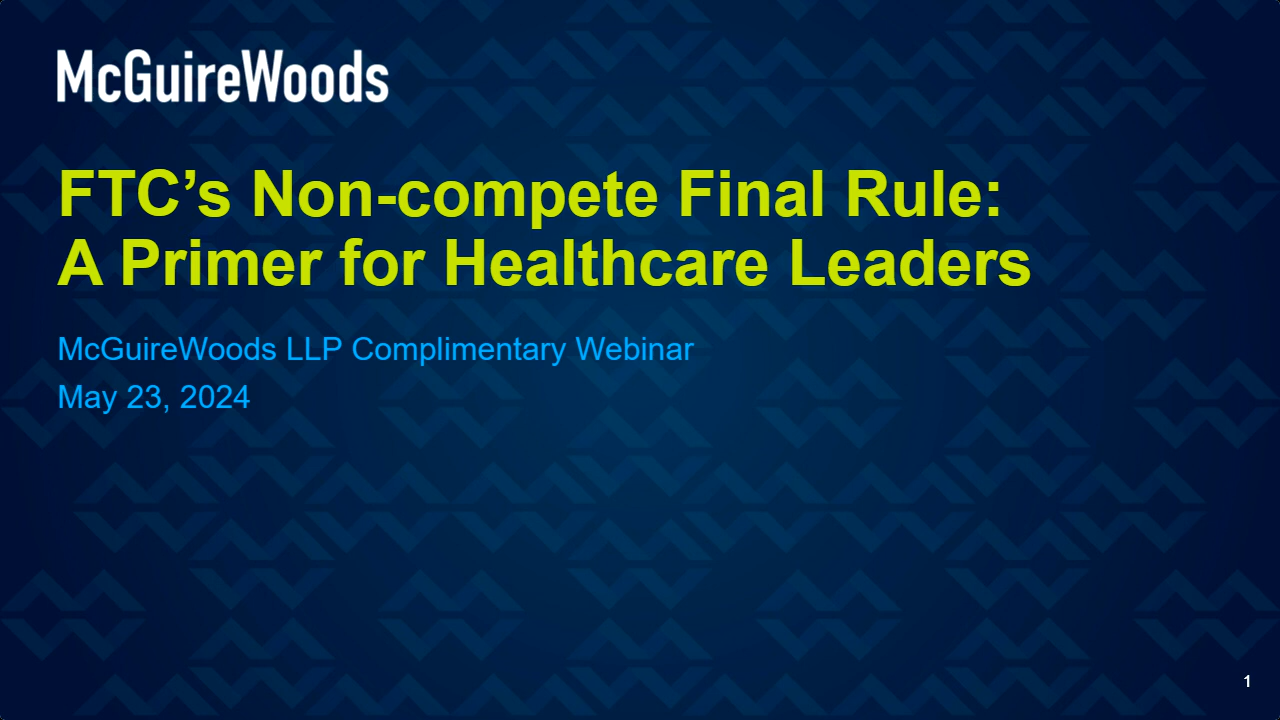 McGuireWoods
FTC’s Non-compete Final Rule:
A Primer for Healthcare Leaders
McGuireWoods LLP Complimentary Webinar
May 23, 2024
1